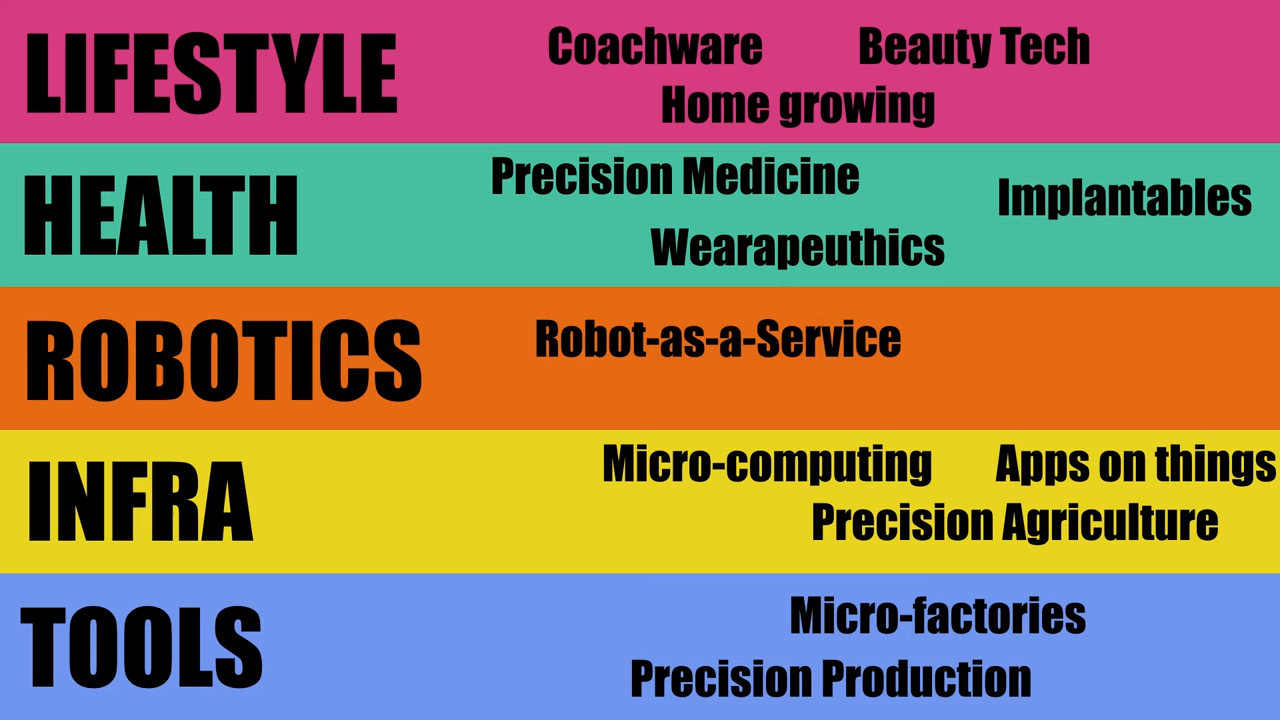 LIFESTYLE
Coachware
Beauty Tech
Home growing
HEALTH
Precision Medicine
Implantables
Wearapeuthics
ROBOTICS
Robot-as-a-Service
INFRA
Micro-computing
Apps on things
Precision Agriculture
TOOLS
Micro-factories
Precision Production